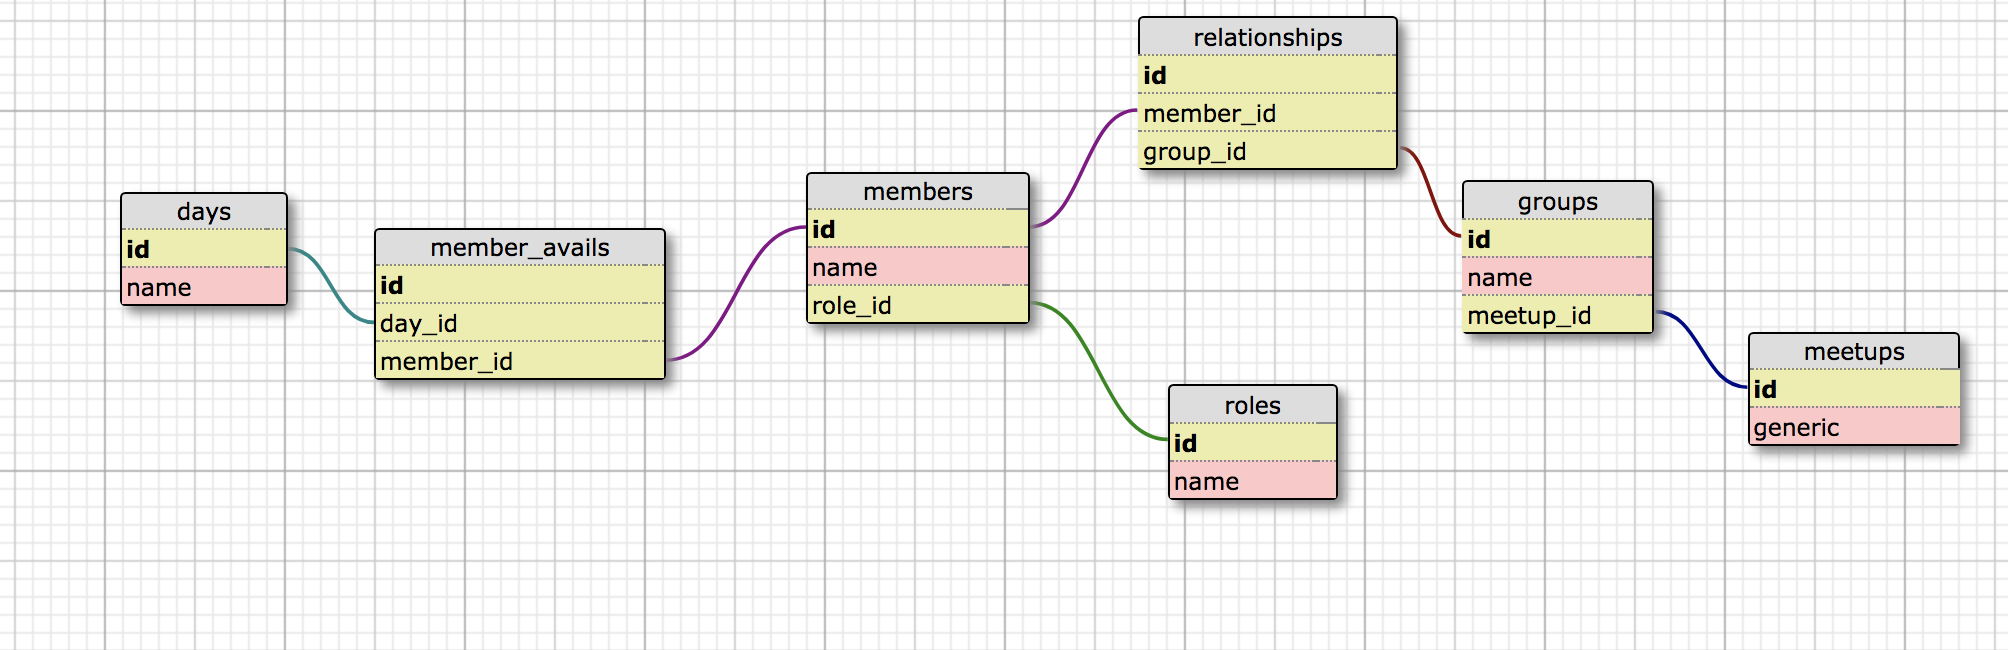 days
id
name
member_avails
id
day_id
member_id
members
id
name
role_id
relationships
id
member_id
group_id
roles
id
name
groups
id
name
meetup_id
meetups
id
generic